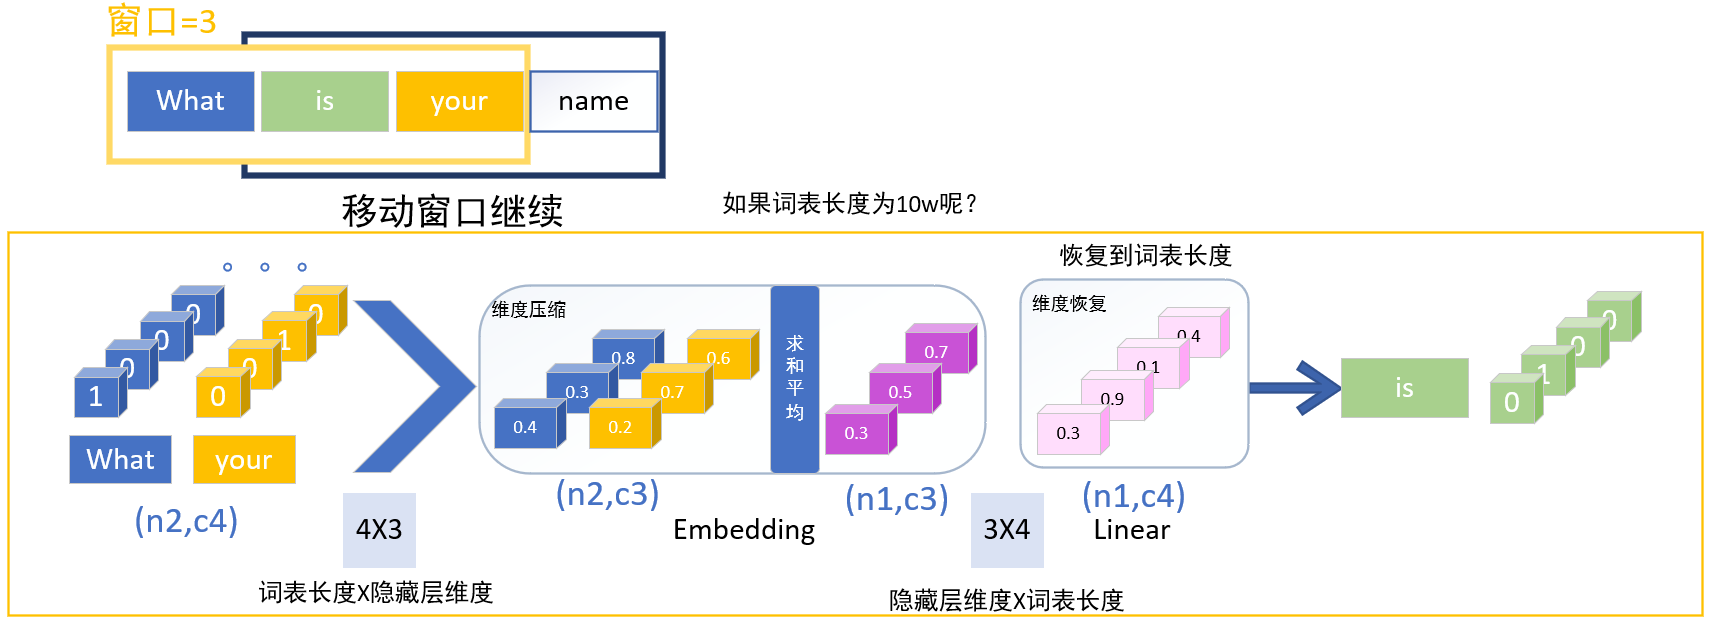 窗口=3
What is your name
移动窗口继续
如果词表长度为10w呢？
恢复到词表长度
维度压缩
维度恢复
1 0 0 0
0 0 1 0
0.4 0.3 0.8
0.2 0.7 0.6
求和平均
0.3 0.5 0.7
0.3 0.9 0.1 0.4
is
0 1 0 0
What your
(n2,c4)
(n2,c3)
(n1,c3)
(n1,c4)
4X3
Embedding
3X4
Linear
词表长度X隐藏层维度
隐藏层维度X词表长度